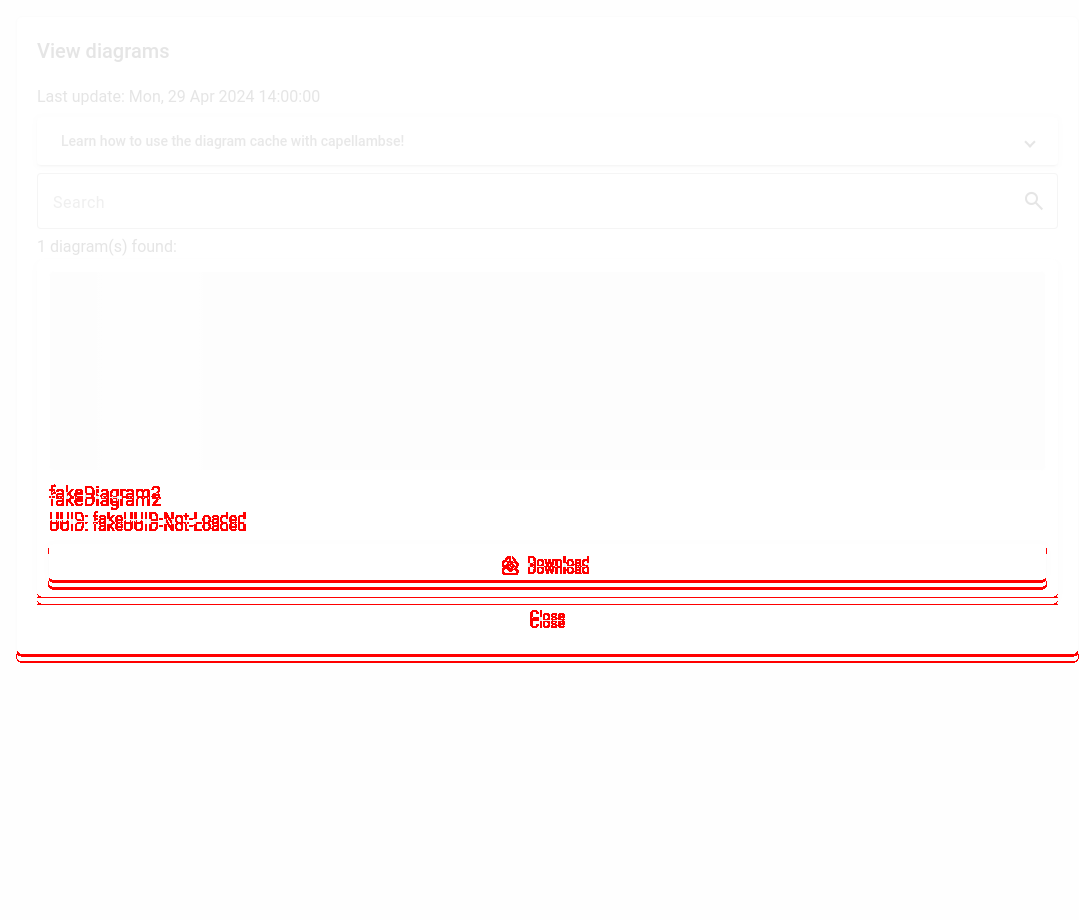 View diagrams
Last update: Mon, 29 Apr 2024 14:00:00
Learn how to use the diagram cache with capellambse!
Search
1 diagram(s) found:
fakeDiagram2
UUID: fakeUUID-Not-Loaded
Download
Close